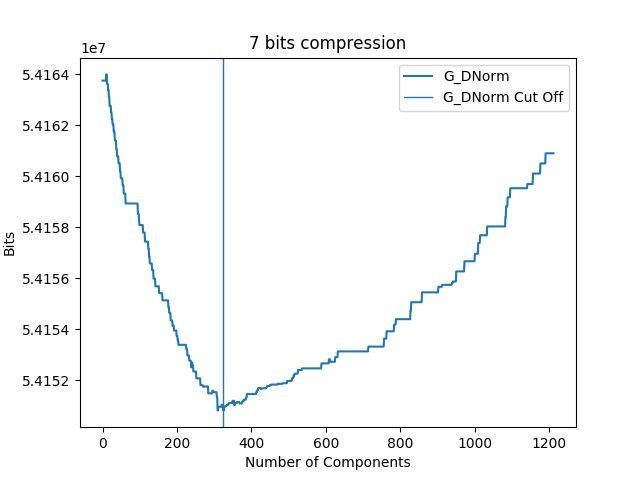 7 bits compression
1e7
G_DNorm
G_DNorm Cut Off
5.4164
5.4162
5.4160
5.4158
5.4156
5.4154
5.4152
Bits
0 200 400 600 800 1000 1200
Number of Components